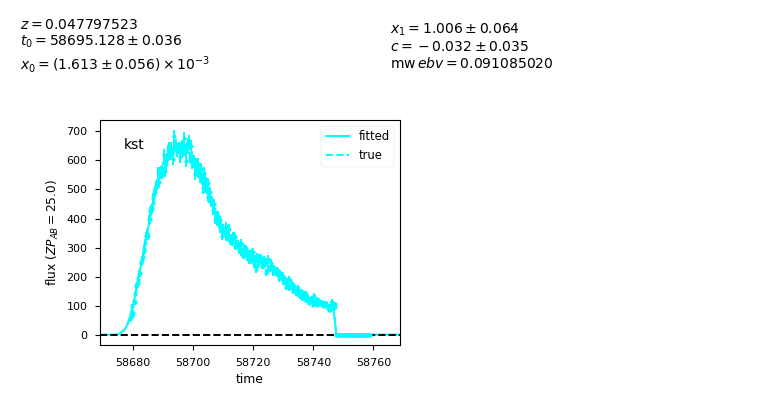 z = 0.047797523
t₀ = 58695.128 ± 0.036
x₀ = (1.613 ± 0.056) × 10⁻³
x₁ = 1.006 ± 0.064
c = −0.032 ± 0.035
mwebv = 0.091085020
kst
fitted
true
flux (ZP_AB = 25.0)
700
600
500
400
300
200
100
0
58680 58700 58720 58740 58760
time